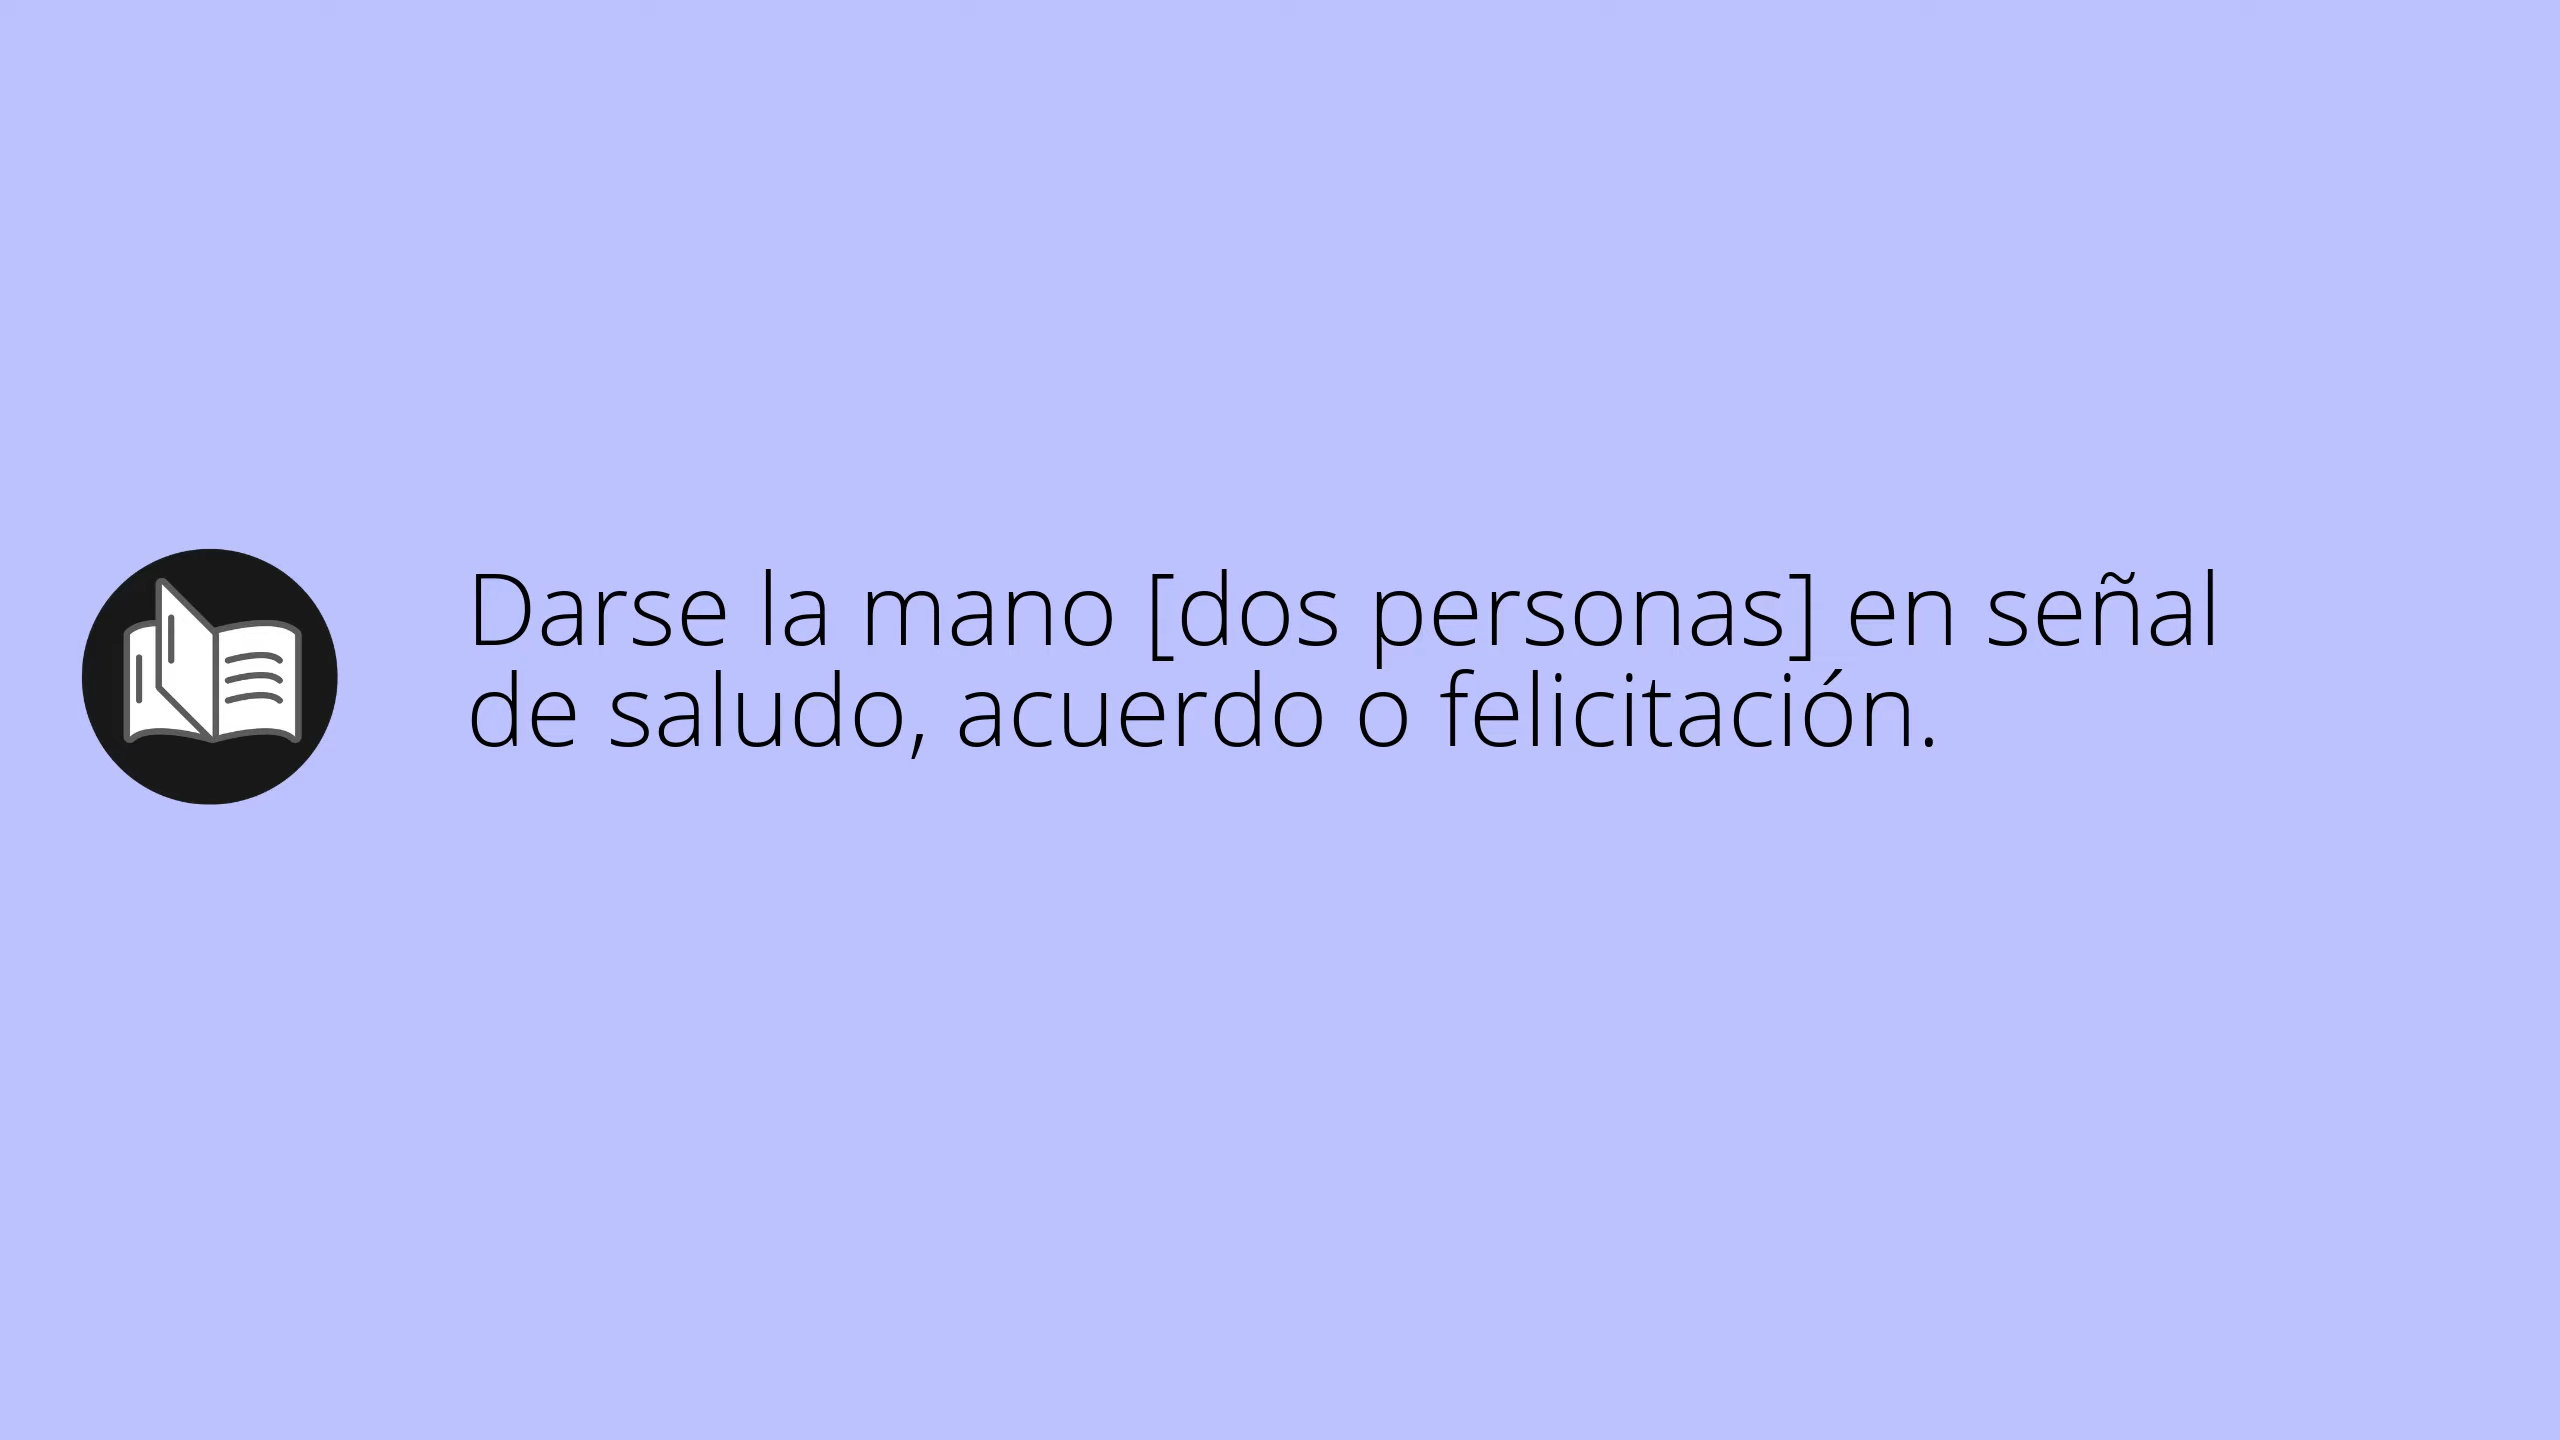 Darse la mano [dos personas] en señal
de saludo, acuerdo o felicitación.